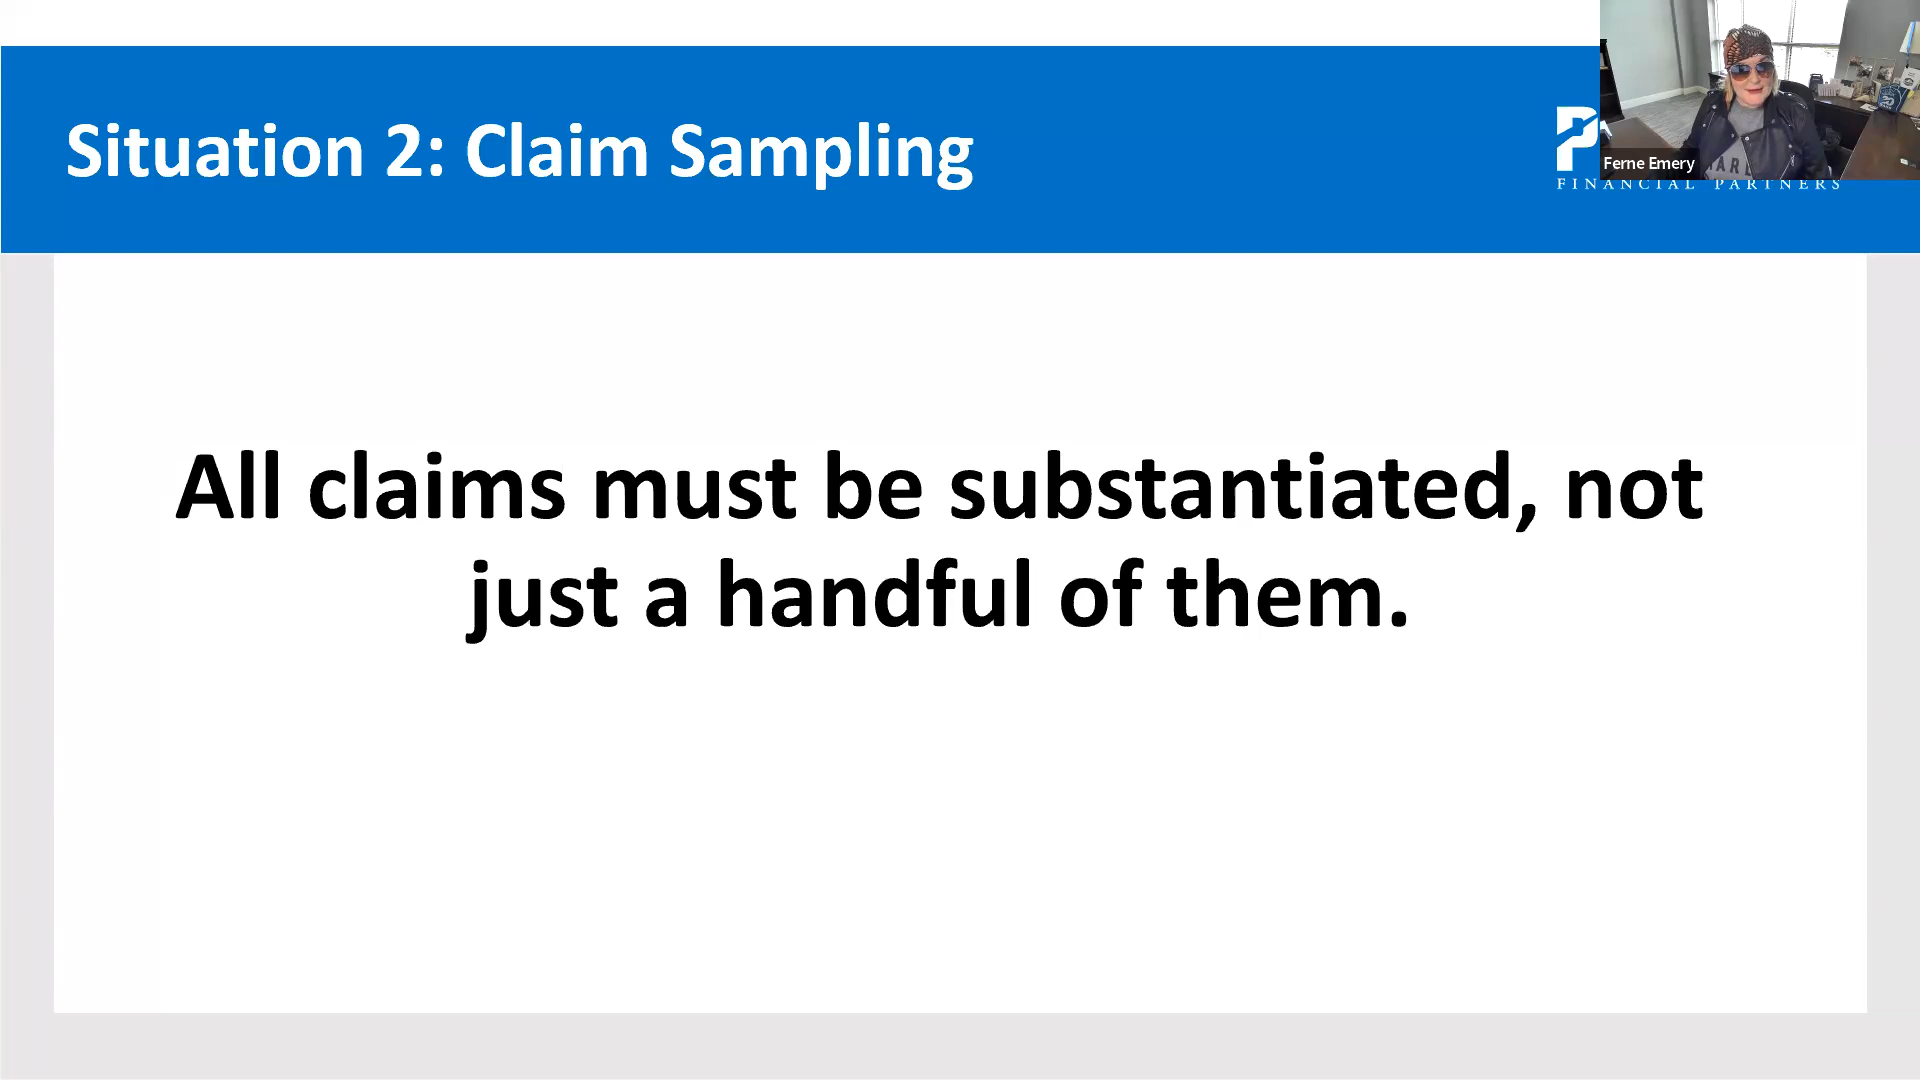 Situation 2: Claim Sampling
P
FINANCIAL PARTNERS
Ferne Emery
All claims must be substantiated, not
just a handful of them.